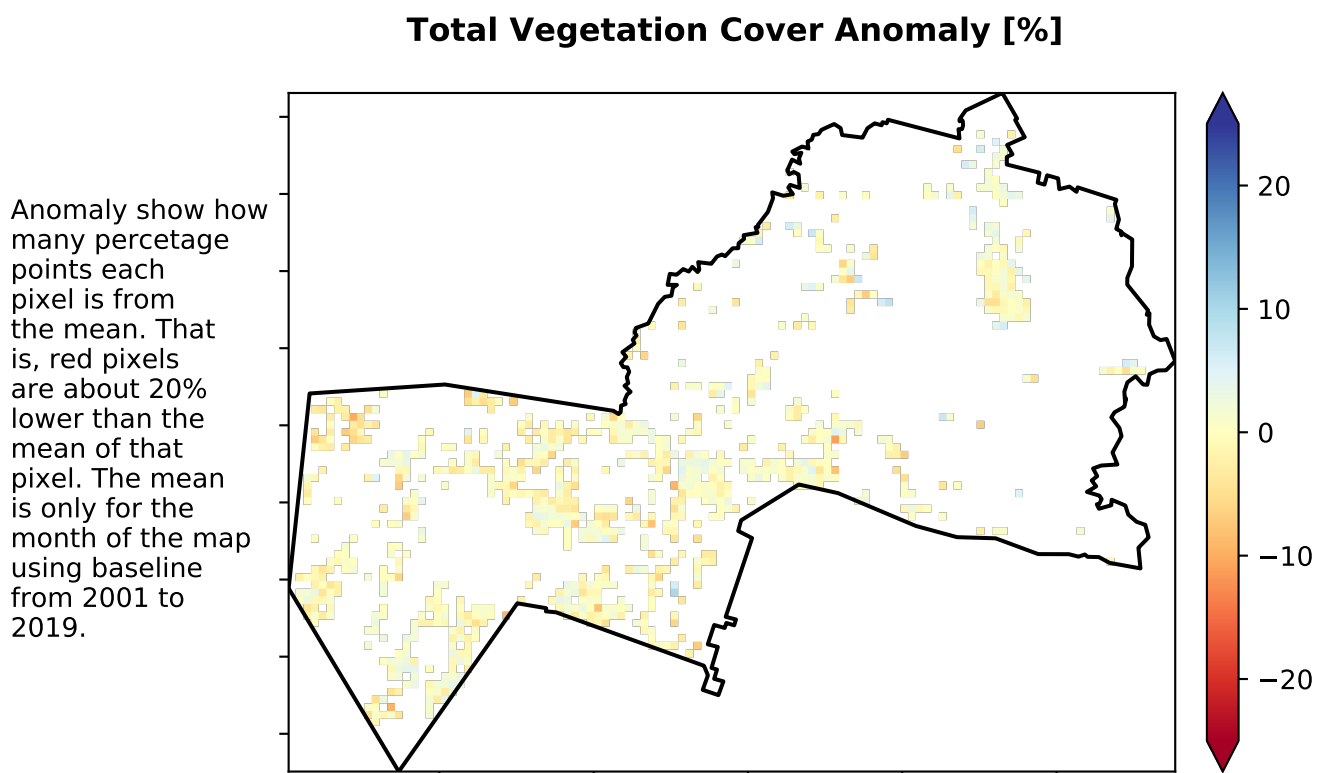 Total Vegetation Cover Anomaly [%]
Anomaly show how
many percetage
points each
pixel is from
the mean. That
is, red pixels
are about 20%
lower than the
mean of that
pixel. The mean
is only for the
month of the map
using baseline
from 2001 to
2019.
20
10
0
−10
−20